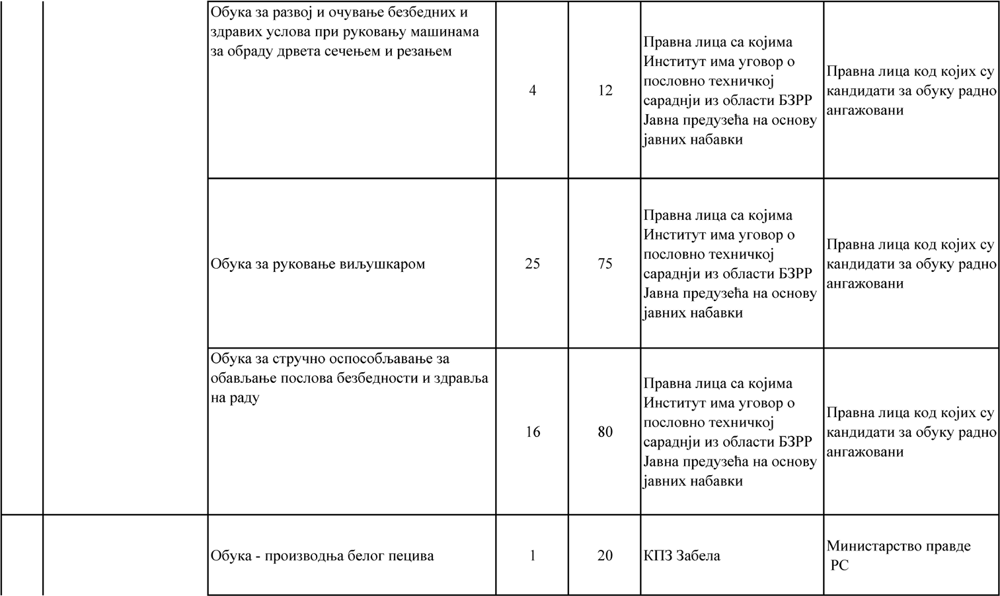 Обука за развој и очување безбедних и
здравих услова при руковању машинама
за обраду дрвета сечењем и резањем
4
12
Правна лица са којима
Институт има уговор о
пословно техничкој
сарадњи из области БЗРР
Јавна предузећа на основу
јавних набавки
Правна лица код којих су
кандидати за обуку радно
ангажовани
Обука за руковање виљушкаром
25
75
Правна лица са којима
Институт има уговор о
пословно техничкој
сарадњи из области БЗРР
Јавна предузећа на основу
јавних набавки
Правна лица код којих су
кандидати за обуку радно
ангажовани
Обука за стручно оспособљавање за
обављање послова безбедности и здравља
на раду
16
80
Правна лица са којима
Институт има уговор о
пословно техничкој
сарадњи из области БЗРР
Јавна предузећа на основу
јавних набавки
Правна лица код којих су
кандидати за обуку радно
ангажовани
Обука - производња белог пецива
1
20
КПЗ Забела
Министарство правде
РС